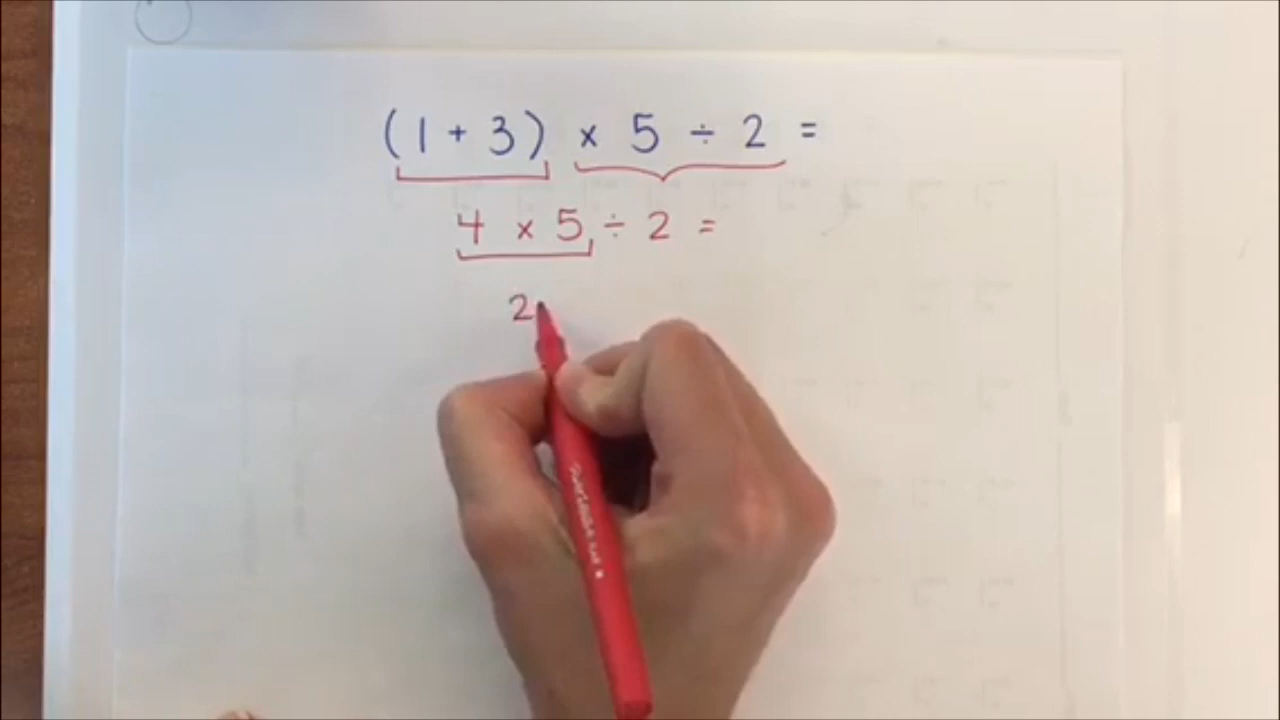 (1 + 3) × 5 ÷ 2 =
4 × 5 ÷ 2 =
2